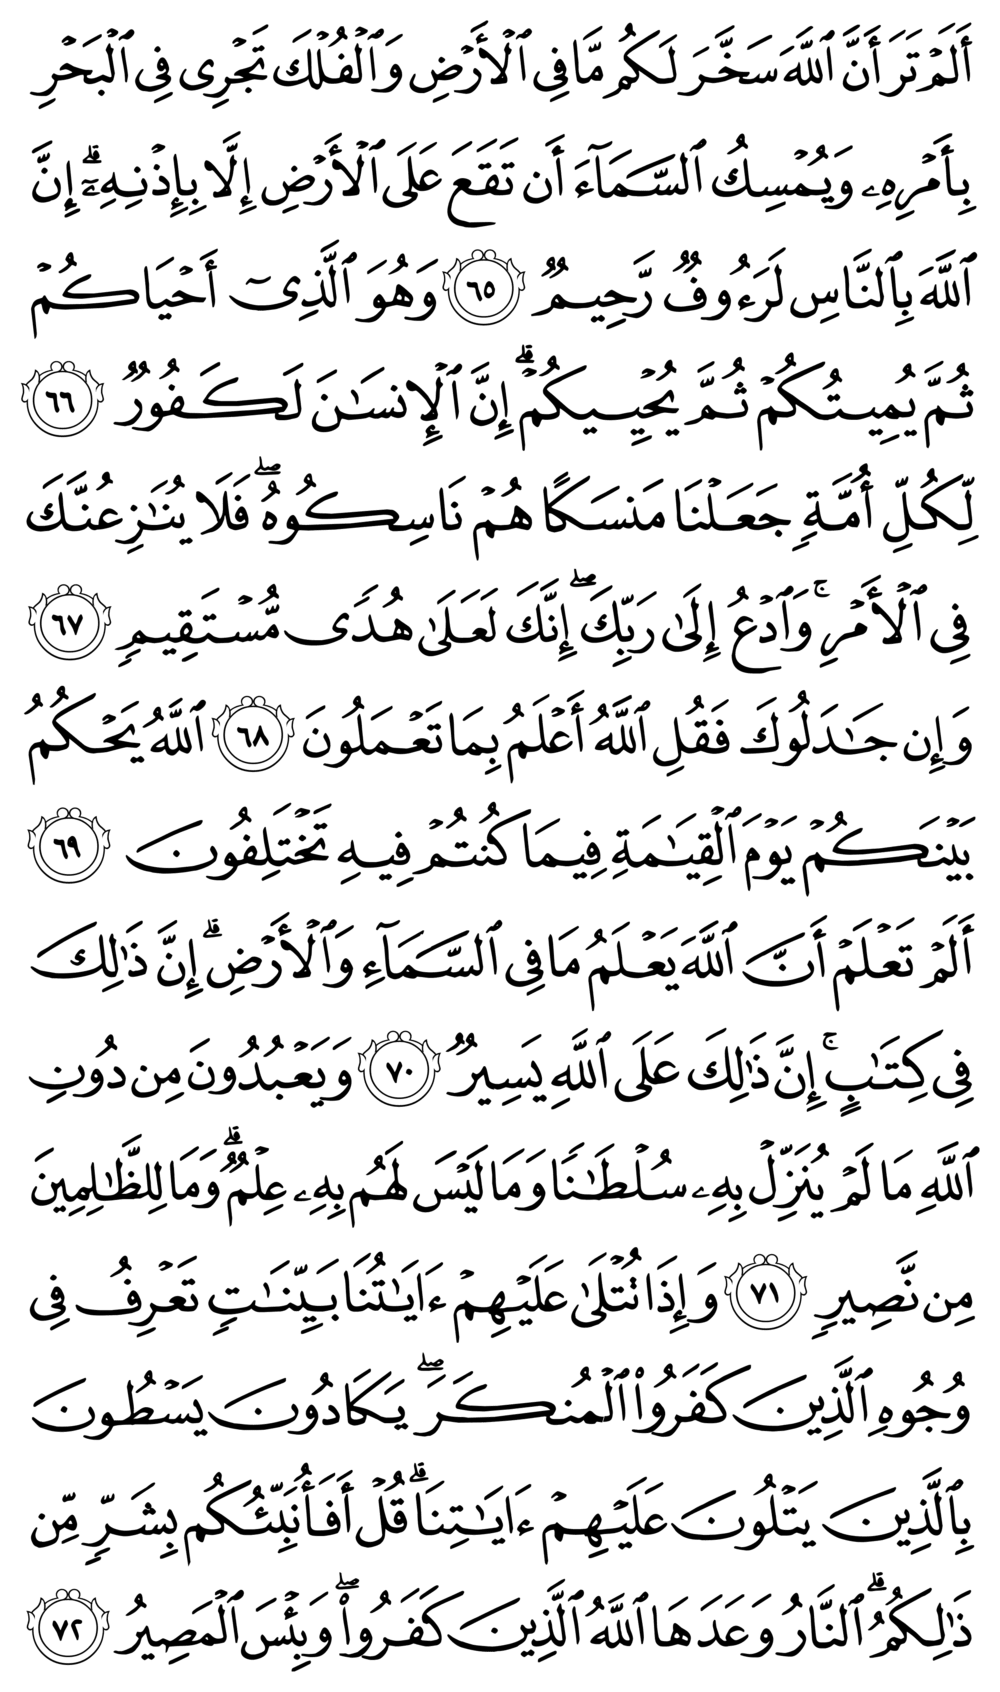 أَلَمْ تَرَ أَنَّ ٱللَّهَ سَخَّرَ لَكُم مَّا فِى ٱلْأَرْضِ وَٱلْفُلْكَ تَجْرِى فِى ٱلْبَحْرِ
بِأَمْرِهِۦ وَيُمْسِكُ ٱلسَّمَآءَ أَن تَقَعَ عَلَى ٱلْأَرْضِ إِلَّا بِإِذْنِهِۦٓ ۗ إِنَّ
ٱللَّهَ بِٱلنَّاسِ لَرَءُوفٌ رَّحِيمٌ ٦٥ وَهُوَ ٱلَّذِىٓ أَحْيَاكُمْ
ثُمَّ يُمِيتُكُمْ ثُمَّ يُحْيِيكُمْ ۗ إِنَّ ٱلْإِنسَٰنَ لَكَفُورٌ ٦٦
لِّكُلِّ أُمَّةٍ جَعَلْنَا مَنسَكًا هُمْ نَاسِكُوهُ ۖ فَلَا يُنَٰزِعُنَّكَ
فِى ٱلْأَمْرِ ۚ وَٱدْعُ إِلَىٰ رَبِّكَ ۖ إِنَّكَ لَعَلَىٰ هُدًى مُّسْتَقِيمٍ ٦٧
وَإِن جَٰدَلُوكَ فَقُلِ ٱللَّهُ أَعْلَمُ بِمَا تَعْمَلُونَ ٦٨ ٱللَّهُ يَحْكُمُ
بَيْنَكُمْ يَوْمَ ٱلْقِيَٰمَةِ فِيمَا كُنتُمْ فِيهِ تَخْتَلِفُونَ ٦٩
أَلَمْ تَعْلَمْ أَنَّ ٱللَّهَ يَعْلَمُ مَا فِى ٱلسَّمَآءِ وَٱلْأَرْضِ ۗ إِنَّ ذَٰلِكَ
فِى كِتَٰبٍ ۚ إِنَّ ذَٰلِكَ عَلَى ٱللَّهِ يَسِيرٌ ٧٠ وَيَعْبُدُونَ مِن دُونِ
ٱللَّهِ مَا لَمْ يُنَزِّلْ بِهِۦ سُلْطَٰنًا وَمَا لَيْسَ لَهُم بِهِۦ عِلْمٌ ۗ وَمَا لِلظَّٰلِمِينَ
مِن نَّصِيرٍ ٧١ وَإِذَا تُتْلَىٰ عَلَيْهِمْ ءَايَٰتُنَا بَيِّنَٰتٍ تَعْرِفُ فِى
وُجُوهِ ٱلَّذِينَ كَفَرُوا۟ ٱلْمُنكَرَ ۖ يَكَادُونَ يَسْطُونَ
بِٱلَّذِينَ يَتْلُونَ عَلَيْهِمْ ءَايَٰتِنَا ۗ قُلْ أَفَأُنَبِّئُكُم بِشَرٍّ مِّن
ذَٰلِكُمُ ۗ ٱلنَّارُ وَعَدَهَا ٱللَّهُ ٱلَّذِينَ كَفَرُوا۟ ۖ وَبِئْسَ ٱلْمَصِيرُ ٧٢